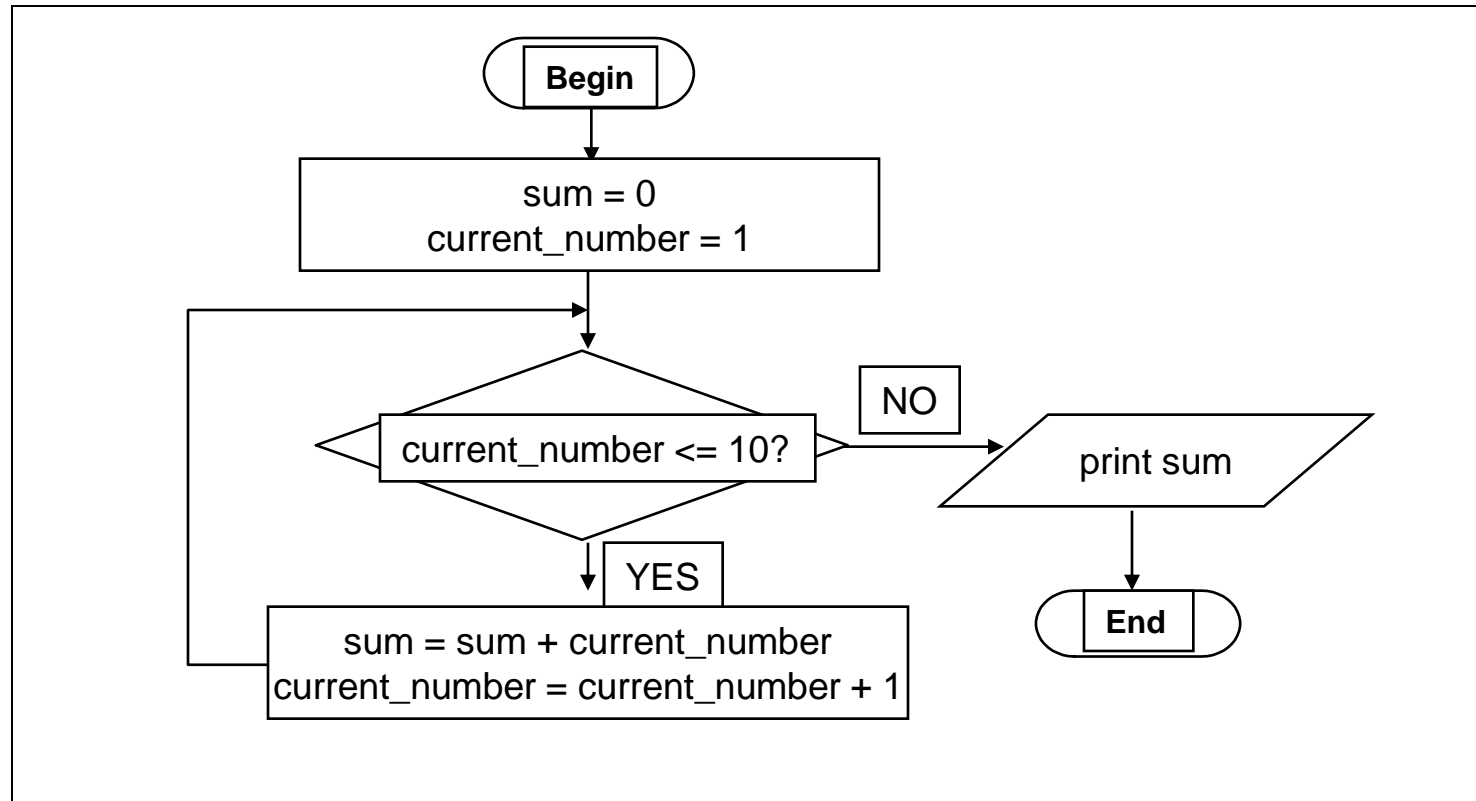 Begin
sum = 0
current_number = 1
current_number <= 10?
NO
print sum
YES
sum = sum + current_number
current_number = current_number + 1
End